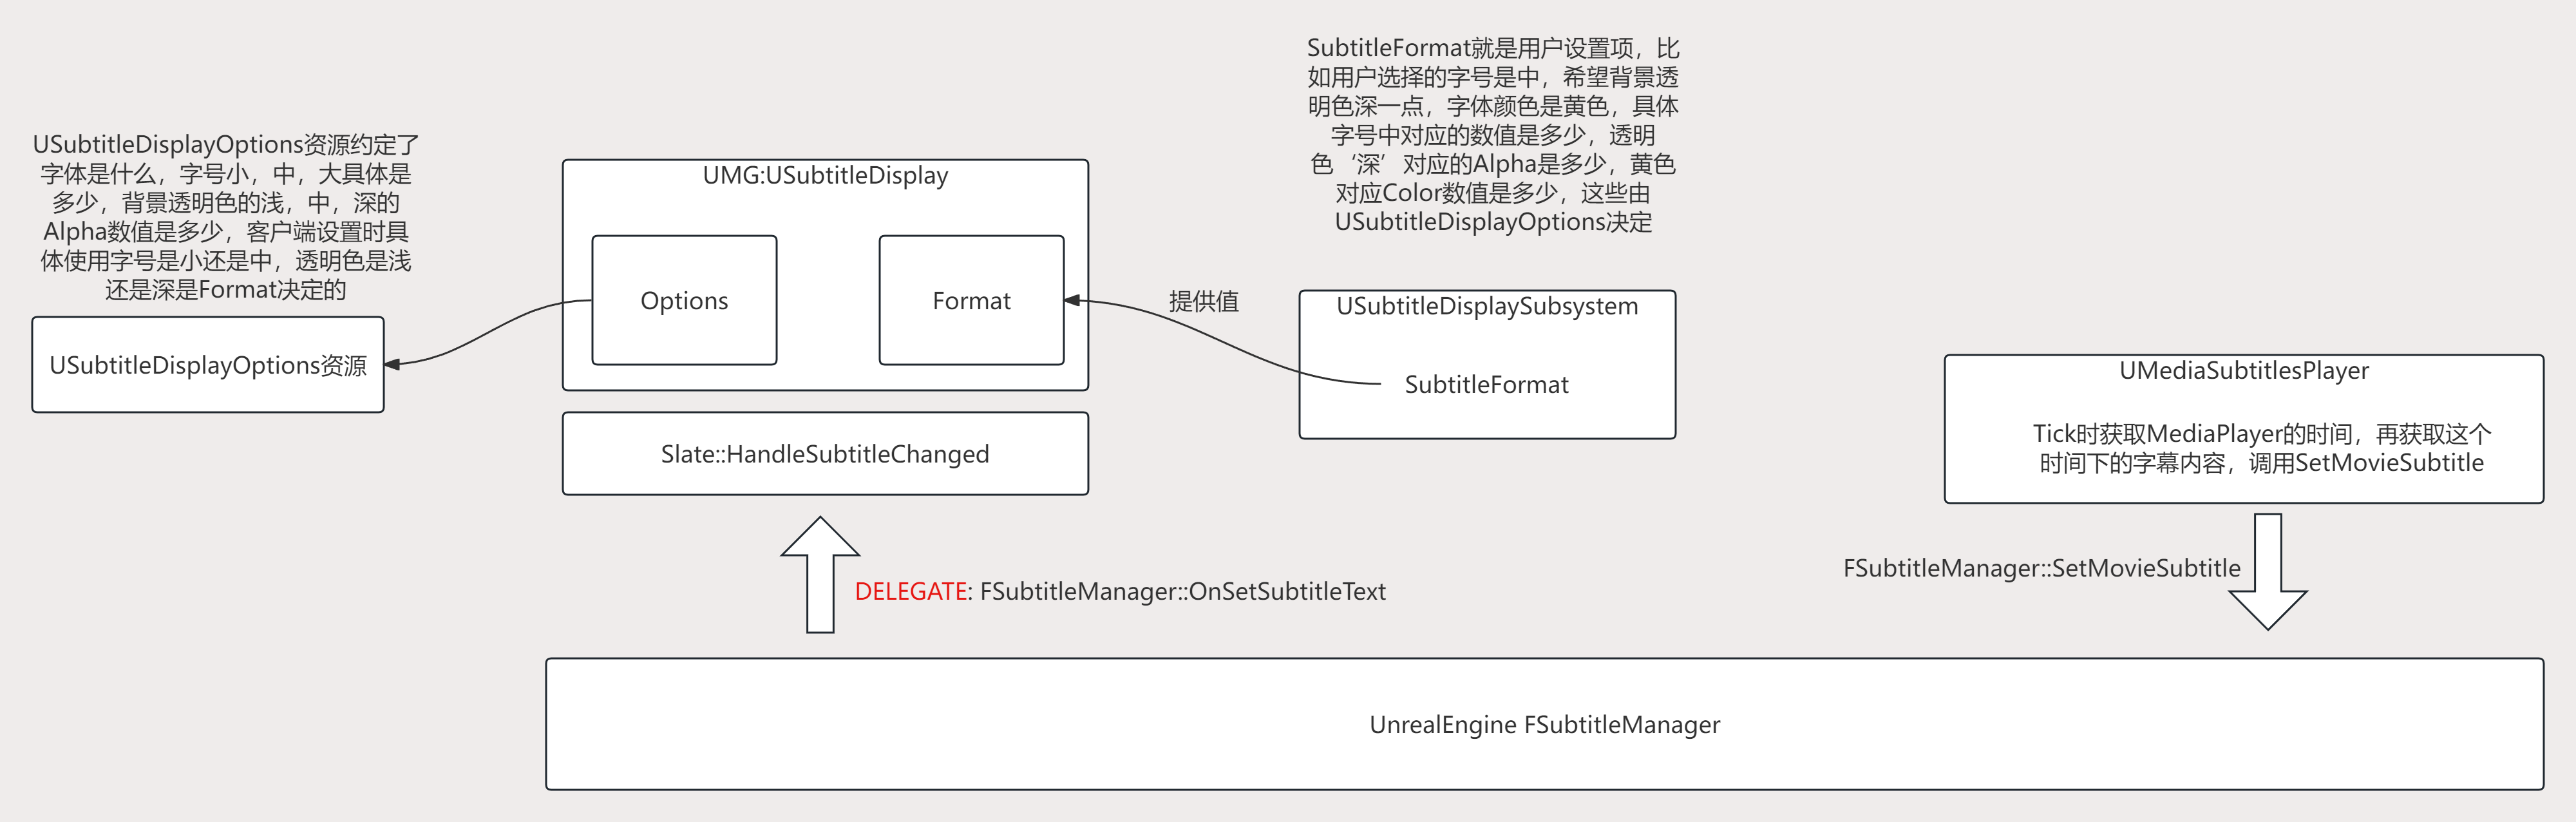 USubtitleDisplayOptions资源约定了
字体是什么，字号小，中，大具体是
多少，背景透明色的浅，中，深的
Alpha数值是多少，客户端设置时具
体使用字号是小还是中，透明色是浅
还是深是Format决定的
USubtitleDisplayOptions资源
UMG:USubtitleDisplay
Options
Format
Slate::HandleSubtitleChanged
DELEGATE: FSubtitleManager::OnSetSubtitleText
提供值
SubtitleFormat就是用户设置项，比
如用户选择的字号是中，希望背景透
明色深一点，字体颜色是黄色，具体
字号中对应的数值是多少，透明
色‘深’对应的Alpha是多少，黄色
对应Color数值是多少，这些由
USubtitleDisplayOptions决定
USubtitleDisplaySubsystem
SubtitleFormat
UMediaSubtitlesPlayer
Tick时获取MediaPlayer的时间，再获取这个
时间下的字幕内容，调用SetMovieSubtitle
FSubtitleManager::SetMovieSubtitle
UnrealEngine FSubtitleManager